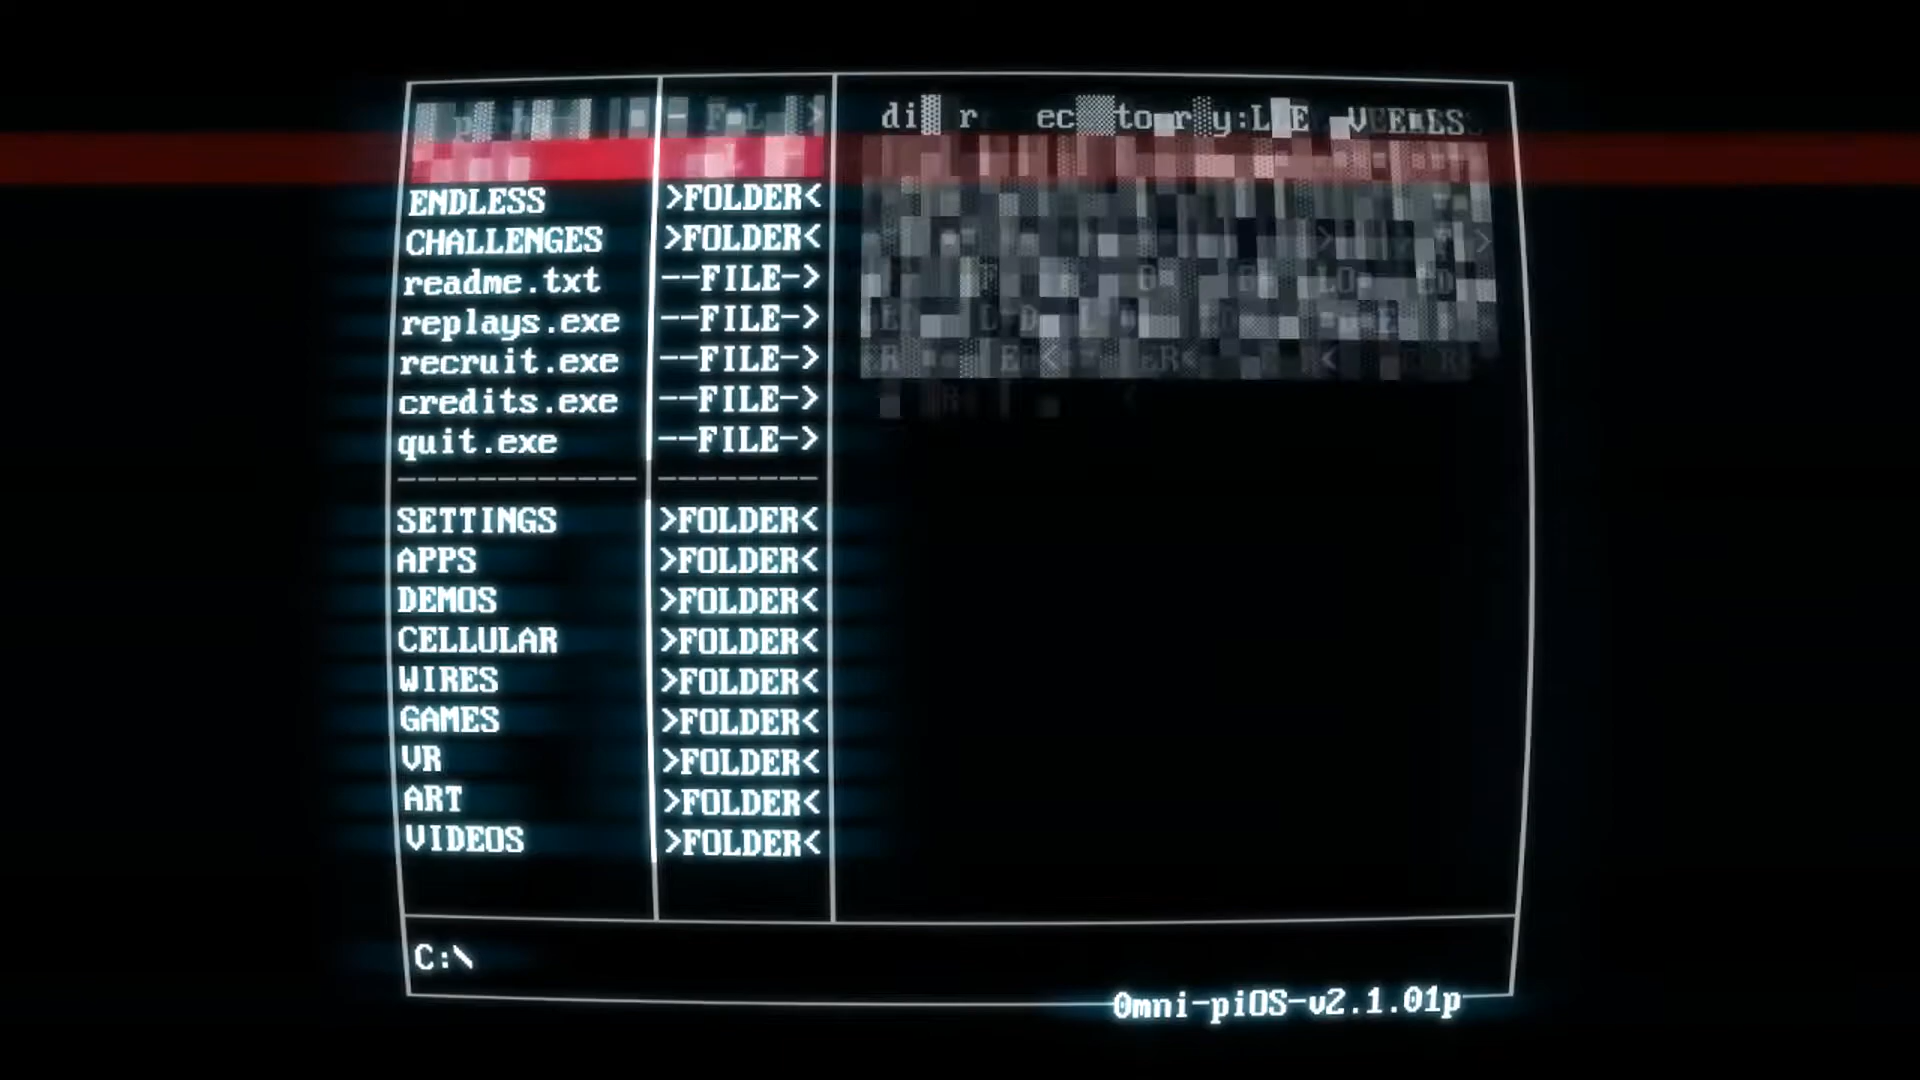 ENDLESS >FOLDER<
CHALLENGES >FOLDER<
readme.txt --FILE->
replays.exe --FILE->
recruit.exe --FILE->
credits.exe --FILE->
quit.exe --FILE->
SETTINGS >FOLDER<
APPS >FOLDER<
DEMOS >FOLDER<
CELLULAR >FOLDER<
WIRES >FOLDER<
GAMES >FOLDER<
VR >FOLDER<
ART >FOLDER<
VIDEOS >FOLDER<
C:\
0mni-piOS-v2.1.01p